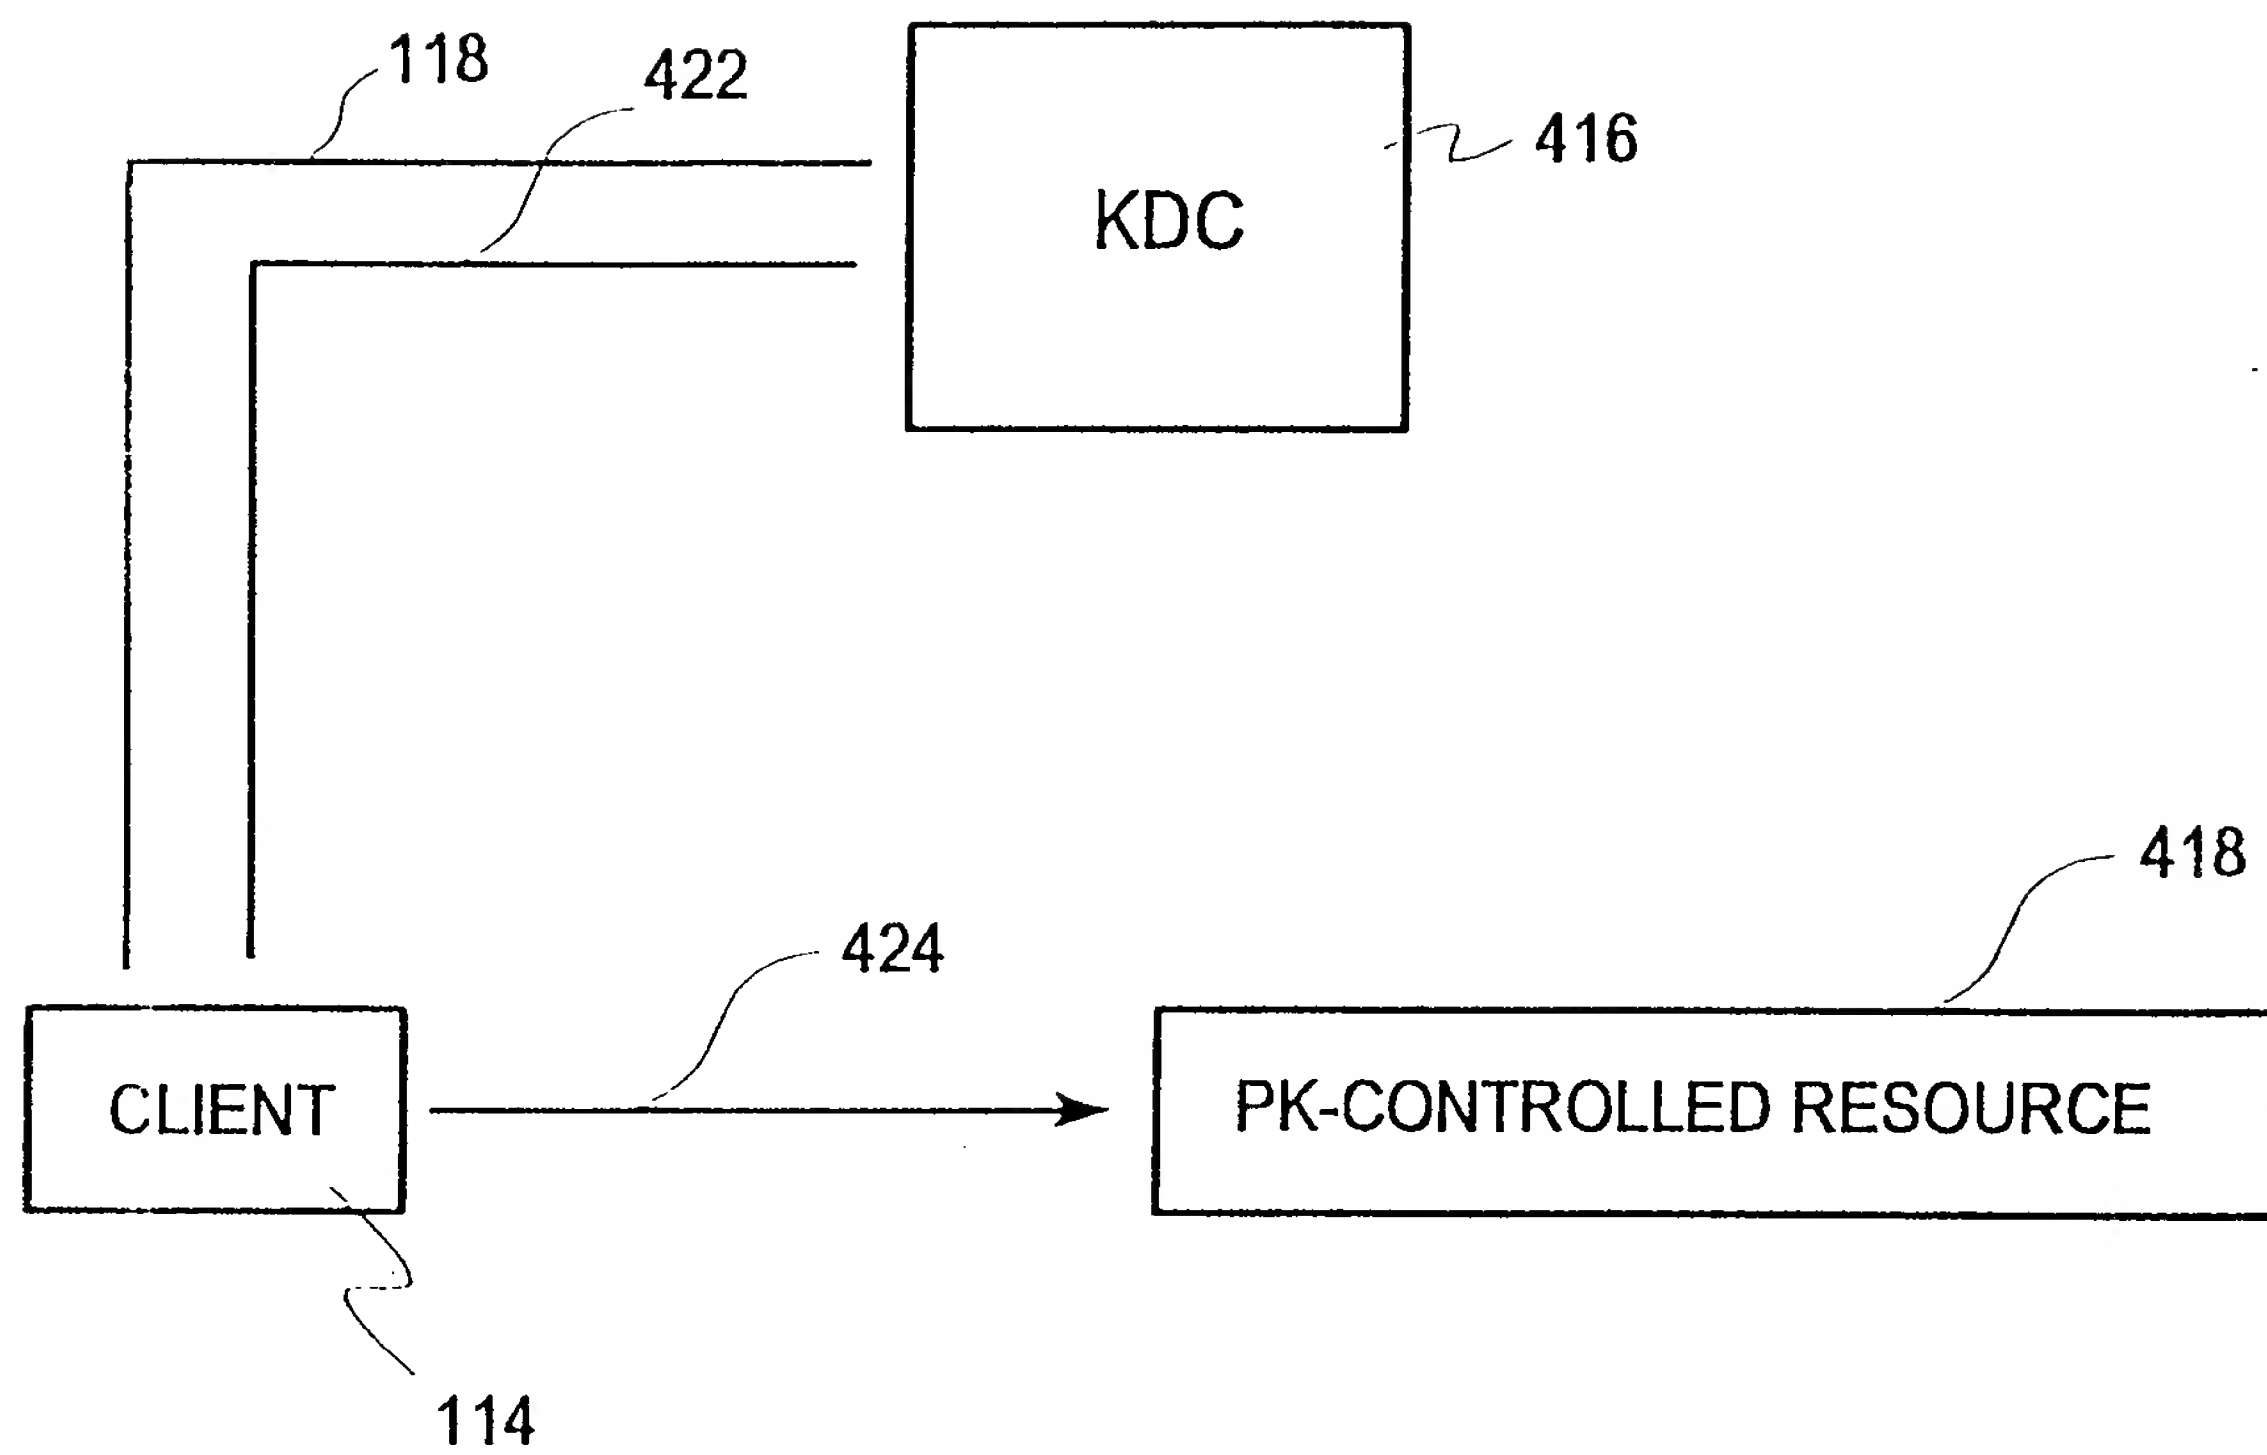 118
422
416
KDC
418
424
CLIENT
PK-CONTROLLED RESOURCE
114